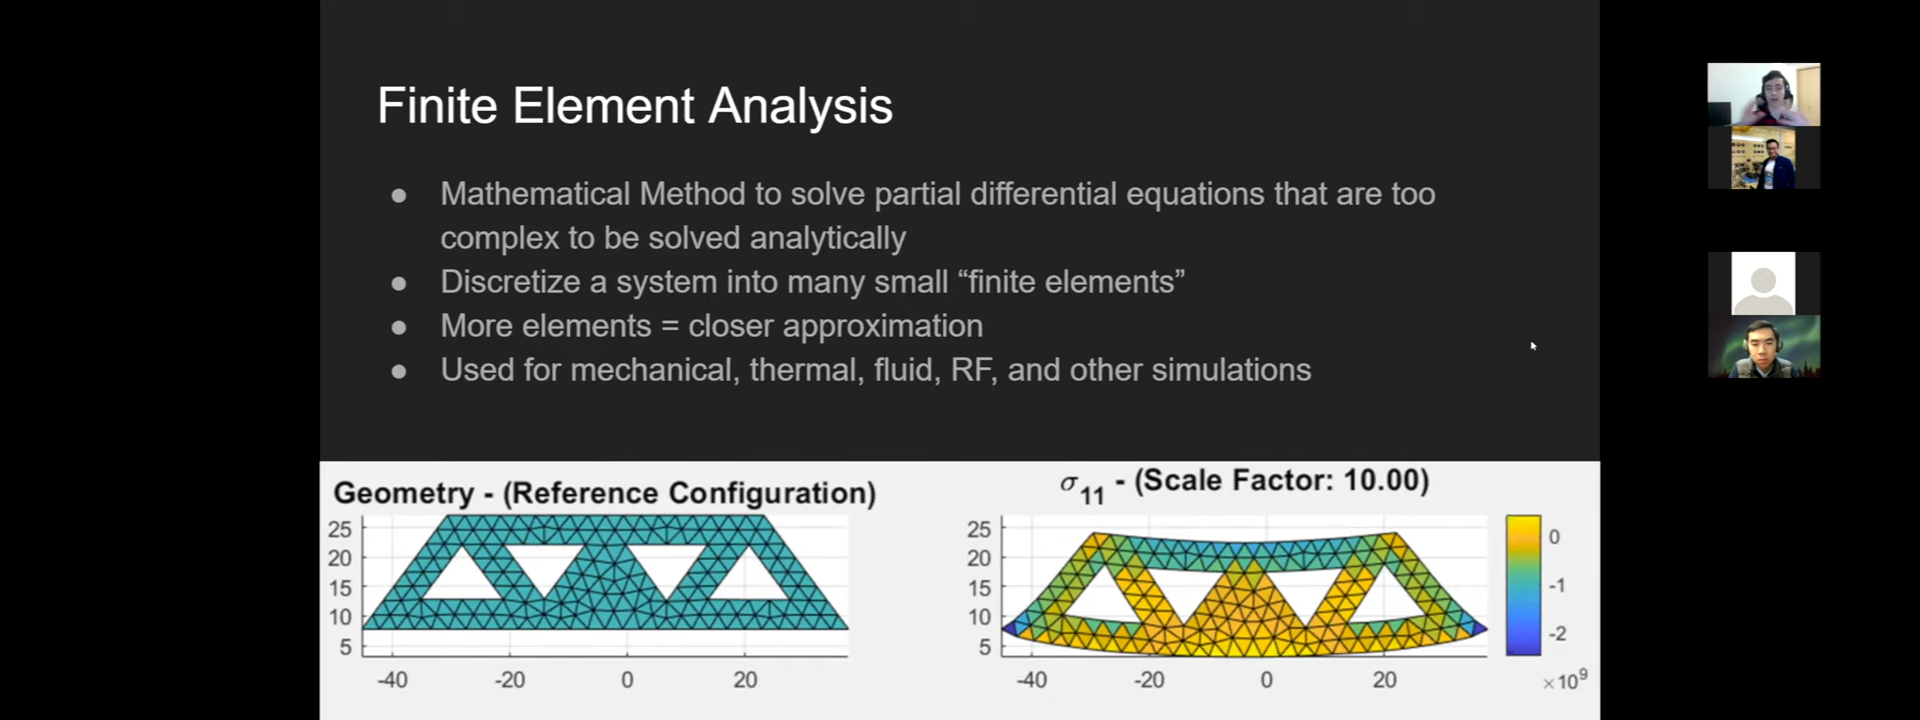 Finite Element Analysis
● Mathematical Method to solve partial differential equations that are too
complex to be solved analytically
● Discretize a system into many small “finite elements”
● More elements = closer approximation
● Used for mechanical, thermal, fluid, RF, and other simulations
Geometry - (Reference Configuration)
25
20
15
10
5
-40 -20 0 20
σ11 - (Scale Factor: 10.00)
25
20
15
10
5
-40 -20 0 20
0
-1
-2
×10⁹